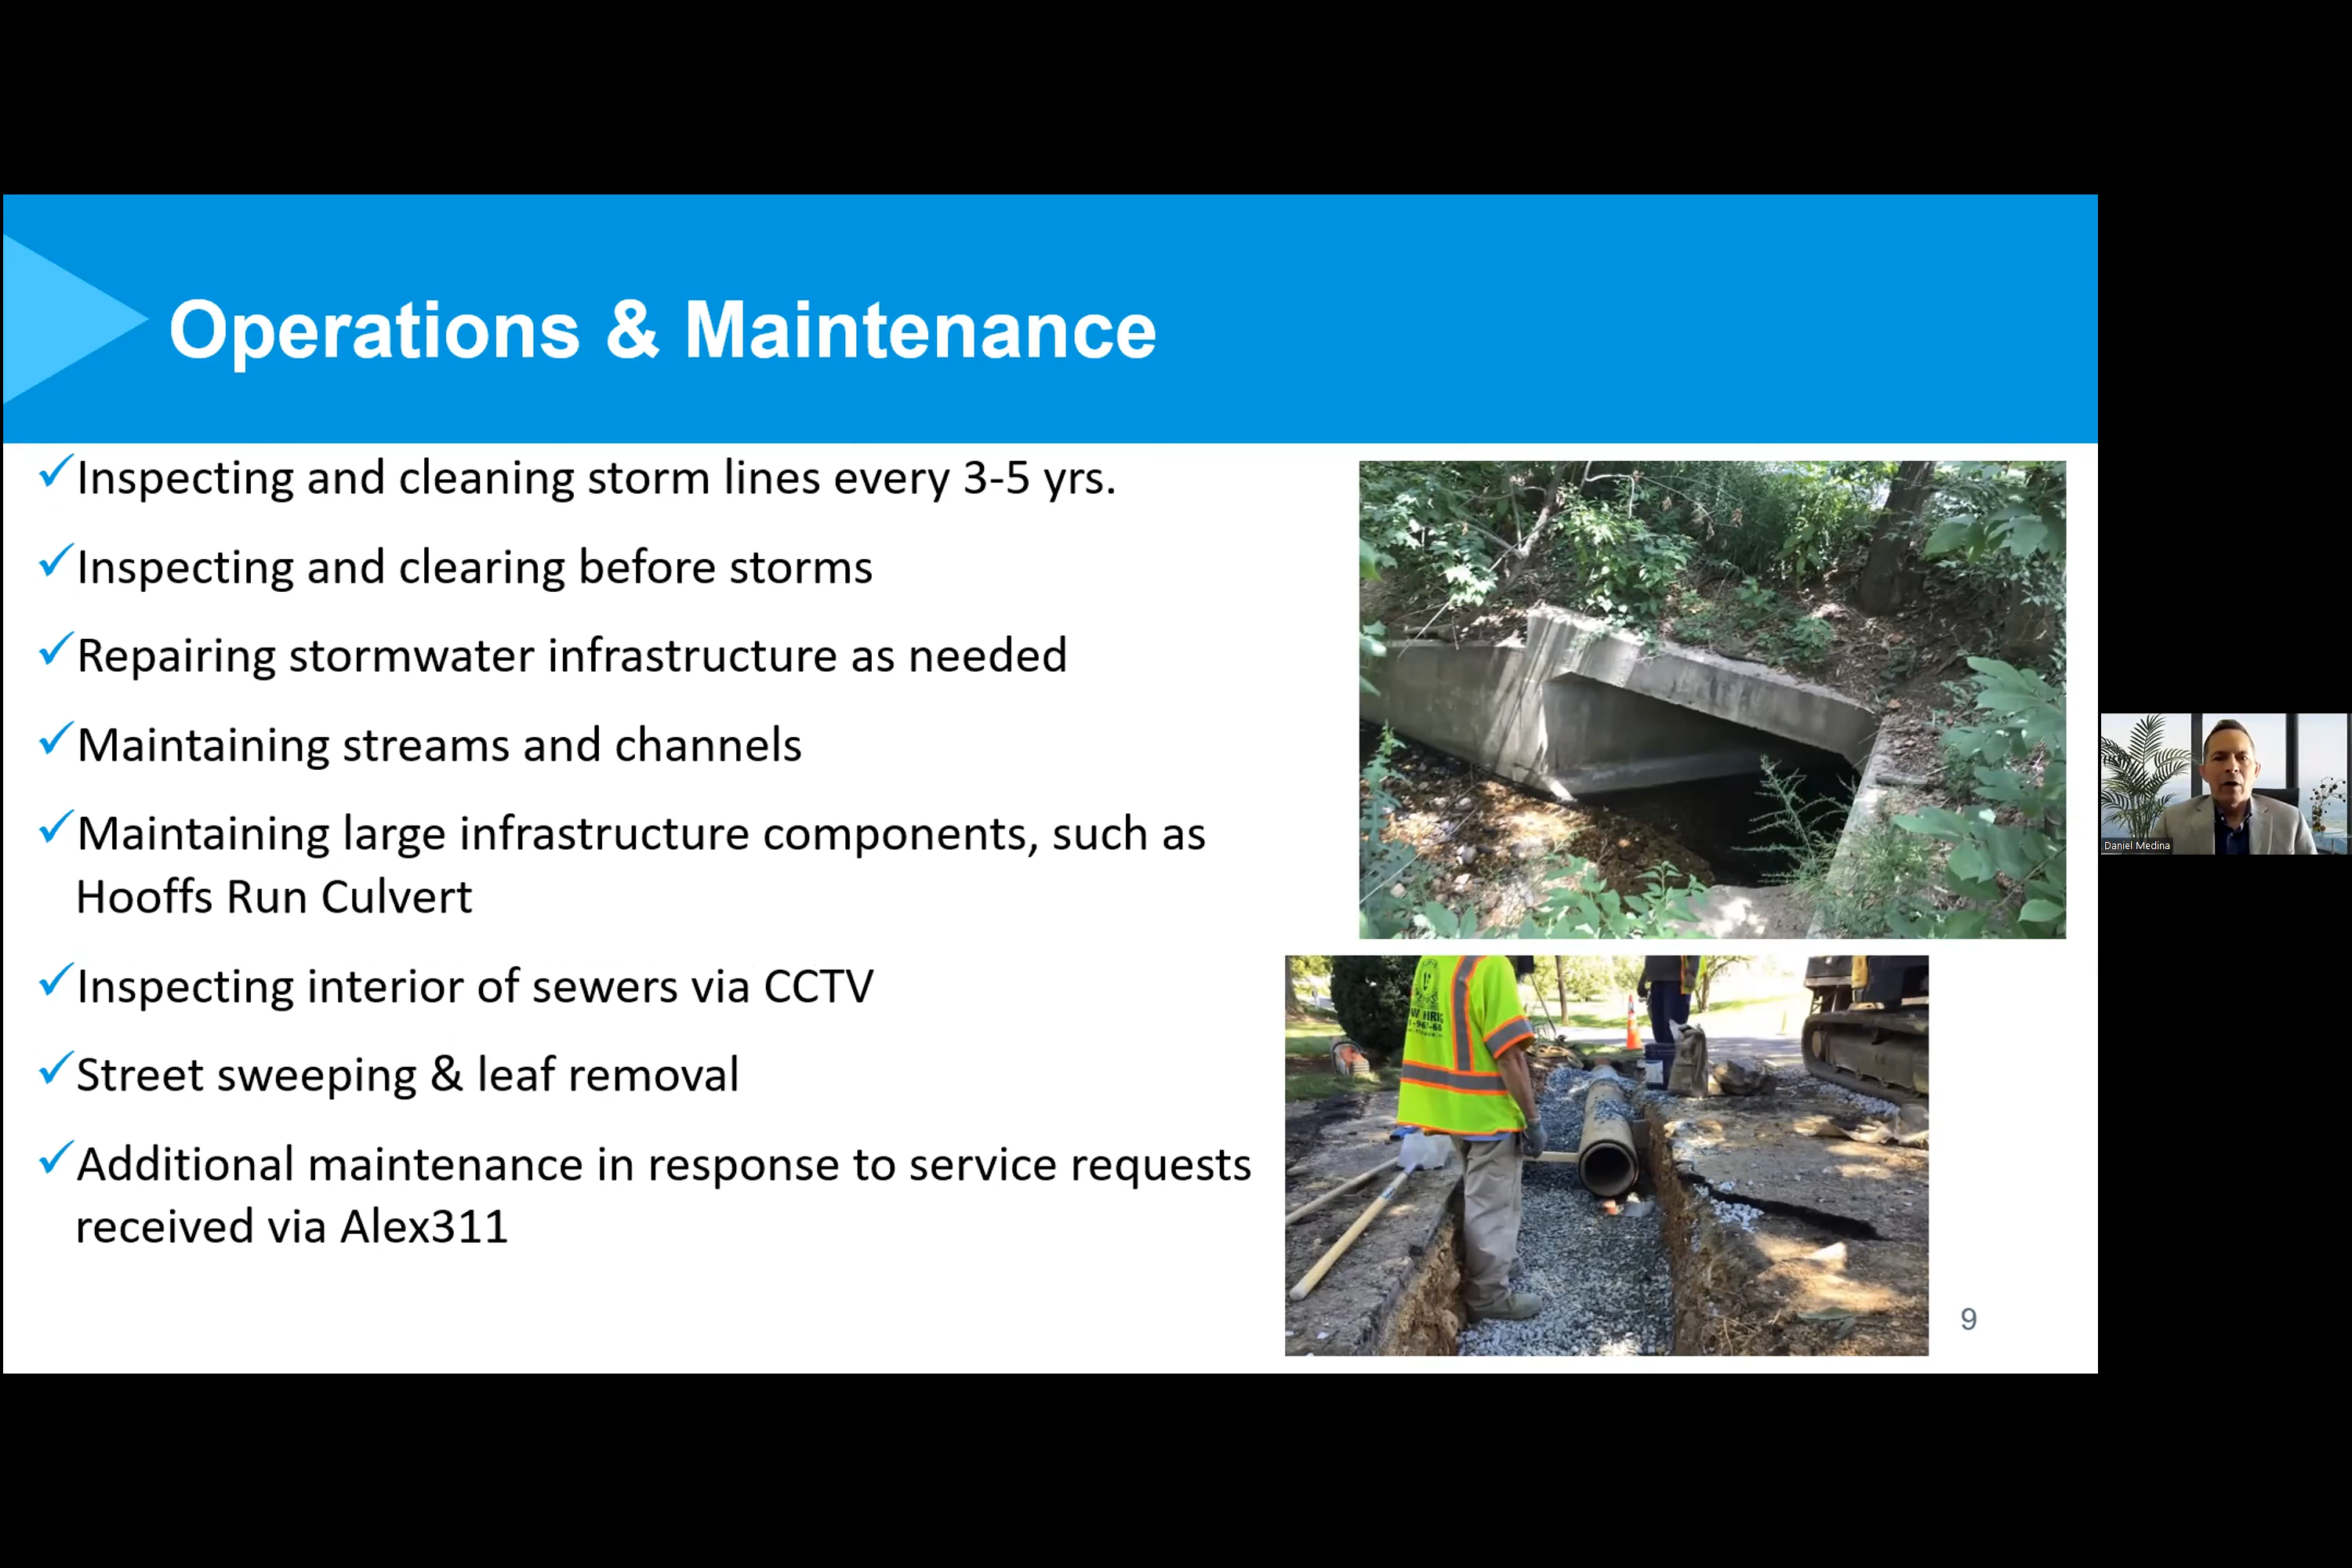 Operations & Maintenance
Inspecting and cleaning storm lines every 3-5 yrs.
Inspecting and clearing before storms
Repairing stormwater infrastructure as needed
Maintaining streams and channels
Maintaining large infrastructure components, such as
Hooffs Run Culvert
Inspecting interior of sewers via CCTV
Street sweeping & leaf removal
Additional maintenance in response to service requests
received via Alex311
9
Daniel Medina